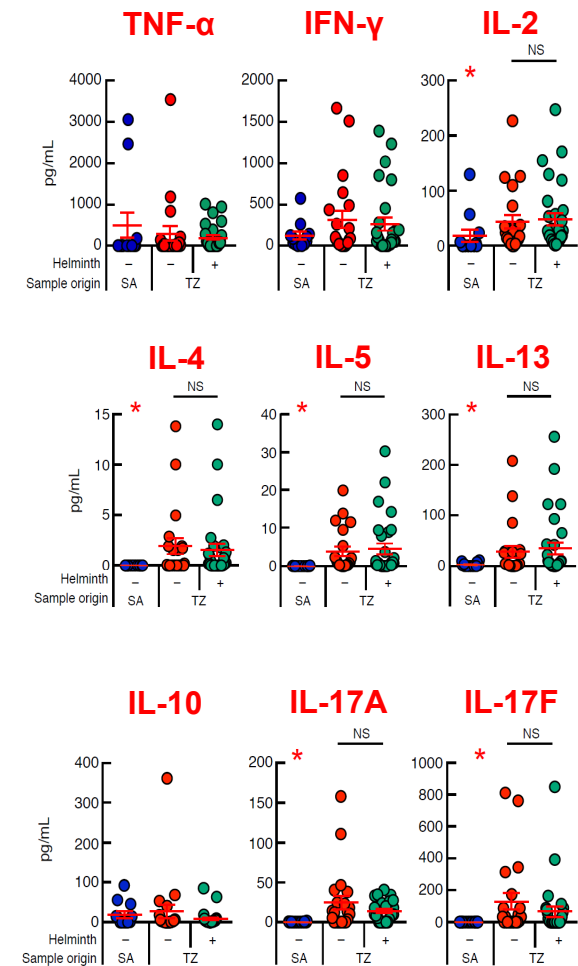 TNF-α IFN-γ IL-2
NS
*
pg/mL
4000 3000 2000 1000 0
2000 1500 1000 500 0
300 200 100 0
Helminth – – + – – + – – +
Sample origin SA TZ SA TZ SA TZ
IL-4 IL-5 IL-13
NS NS NS
* * *
pg/mL
15 10 5 0
40 30 20 10 0
300 200 100 0
Helminth – – + – – + – – +
Sample origin SA TZ SA TZ SA TZ
IL-10 IL-17A IL-17F
NS NS
* *
pg/mL
400 300 200 100 0
200 150 100 50 0
1000 800 600 400 200 0
Helminth – – + – – + – – +
Sample origin SA TZ SA TZ SA TZ